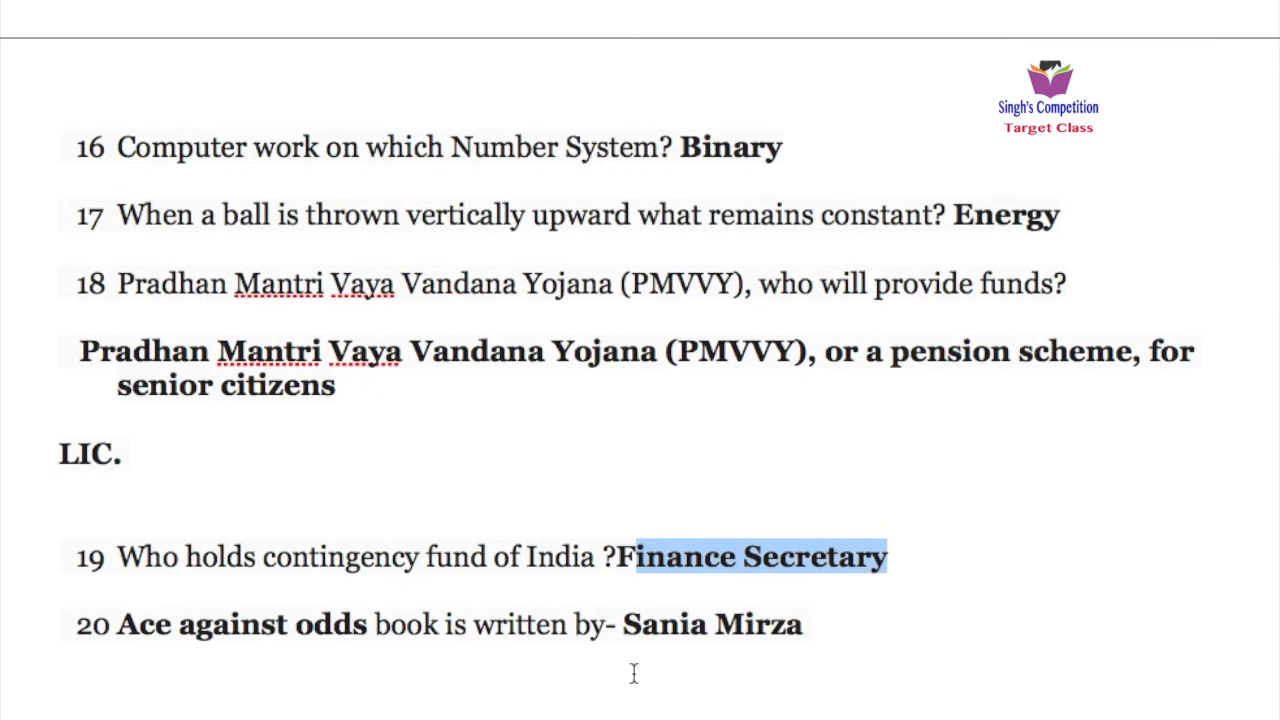 Singh's Competition
Target Class
16 Computer work on which Number System? Binary
17 When a ball is thrown vertically upward what remains constant? Energy
18 Pradhan Mantri Vaya Vandana Yojana (PMVVY), who will provide funds?
Pradhan Mantri Vaya Vandana Yojana (PMVVY), or a pension scheme, for
senior citizens
LIC.
19 Who holds contingency fund of India ?Finance Secretary
20 Ace against odds book is written by- Sania Mirza